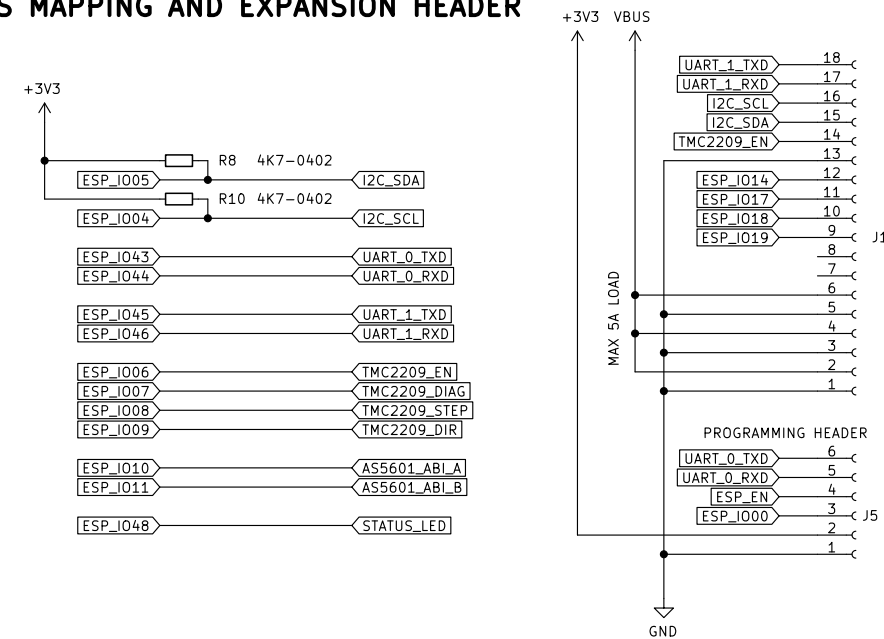 S MAPPING AND EXPANSION HEADER
+3V3
R8 4K7-0402
ESP_IO05 I2C_SDA
R10 4K7-0402
ESP_IO04 I2C_SCL
ESP_IO43 UART_0_TXD
ESP_IO44 UART_0_RXD
ESP_IO45 UART_1_TXD
ESP_IO46 UART_1_RXD
ESP_IO06 TMC2209_EN
ESP_IO07 TMC2209_DIAG
ESP_IO08 TMC2209_STEP
ESP_IO09 TMC2209_DIR
ESP_IO10 AS5601_ABI_A
ESP_IO11 AS5601_ABI_B
ESP_IO48 STATUS_LED
+3V3 VBUS
UART_1_TXD 18
UART_1_RXD 17
I2C_SCL 16
I2C_SDA 15
TMC2209_EN 14
13
ESP_IO14 12
ESP_IO17 11
ESP_IO18 10
ESP_IO19 9
J1
8
7
6
5
4
3
2
1
MAX 5A LOAD
PROGRAMMING HEADER
UART_0_TXD 6
UART_0_RXD 5
ESP_EN 4
ESP_IO00 3
J5
2
1
GND